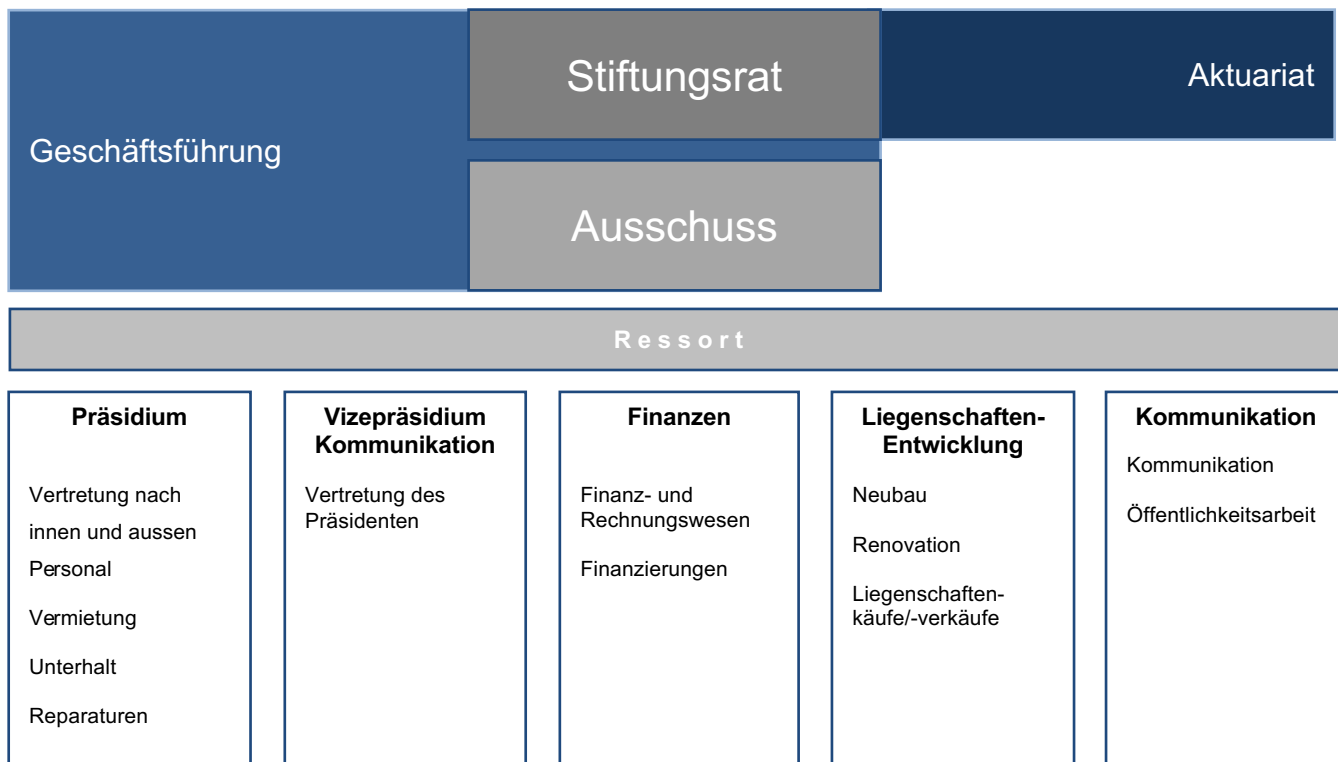 Stiftungsrat
Aktuariat
Geschäftsführung
Ausschuss
Ressort
Präsidium
Vertretung nach
innen und aussen
Personal
Vermietung
Unterhalt
Reparaturen
Vizepräsidium
Kommunikation
Vertretung des
Präsidenten
Finanzen
Finanz- und
Rechnungswesen
Finanzierungen
Liegenschaften-
Entwicklung
Neubau
Renovation
Liegenschaften-
käufe/-verkäufe
Kommunikation
Kommunikation
Öffentlichkeitsarbeit